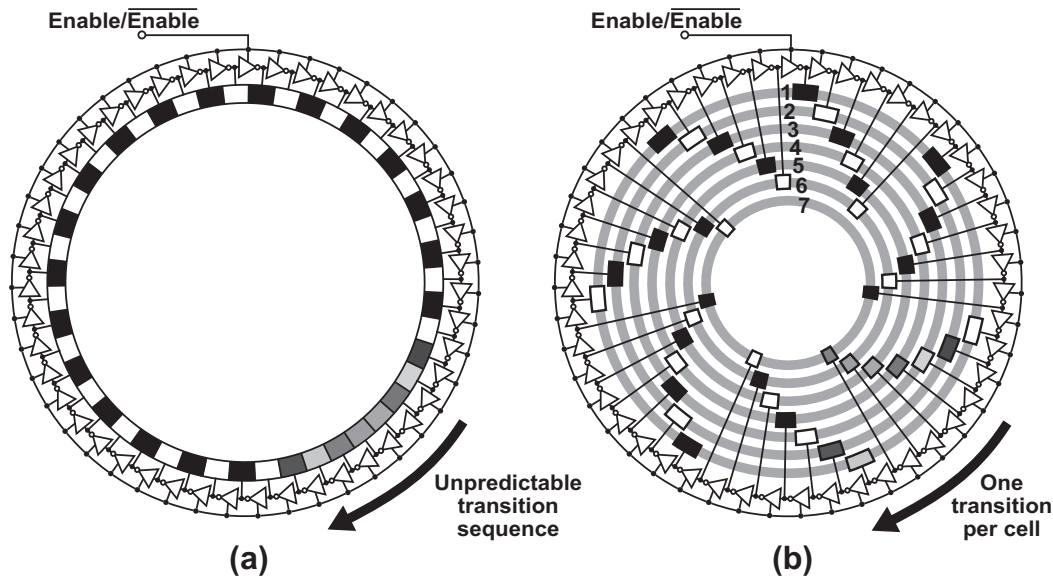 Enable/Enable
Unpredictable
transition
sequence
(a)
Enable/Enable
1
2
3
4
5
6
7
One
transition
per cell
(b)